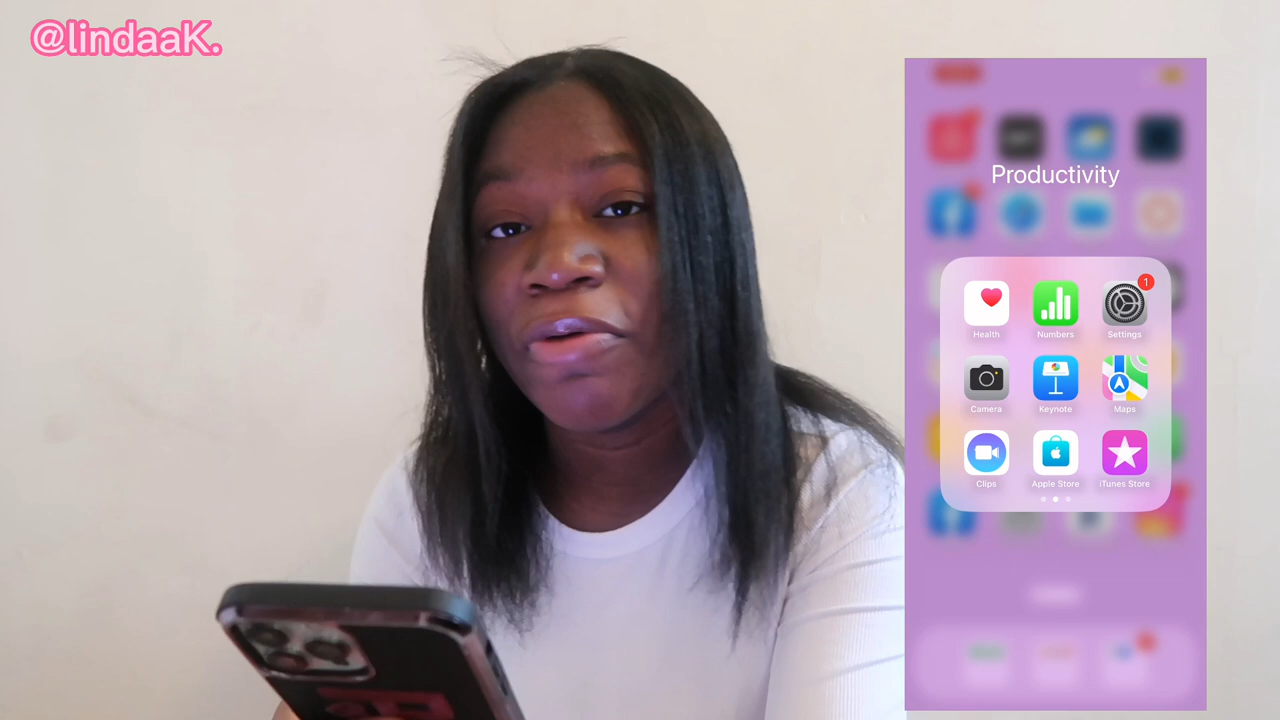 @lindaaK.
Productivity
1
Health Numbers Settings
Camera Keynote Maps
Clips Apple Store iTunes Store